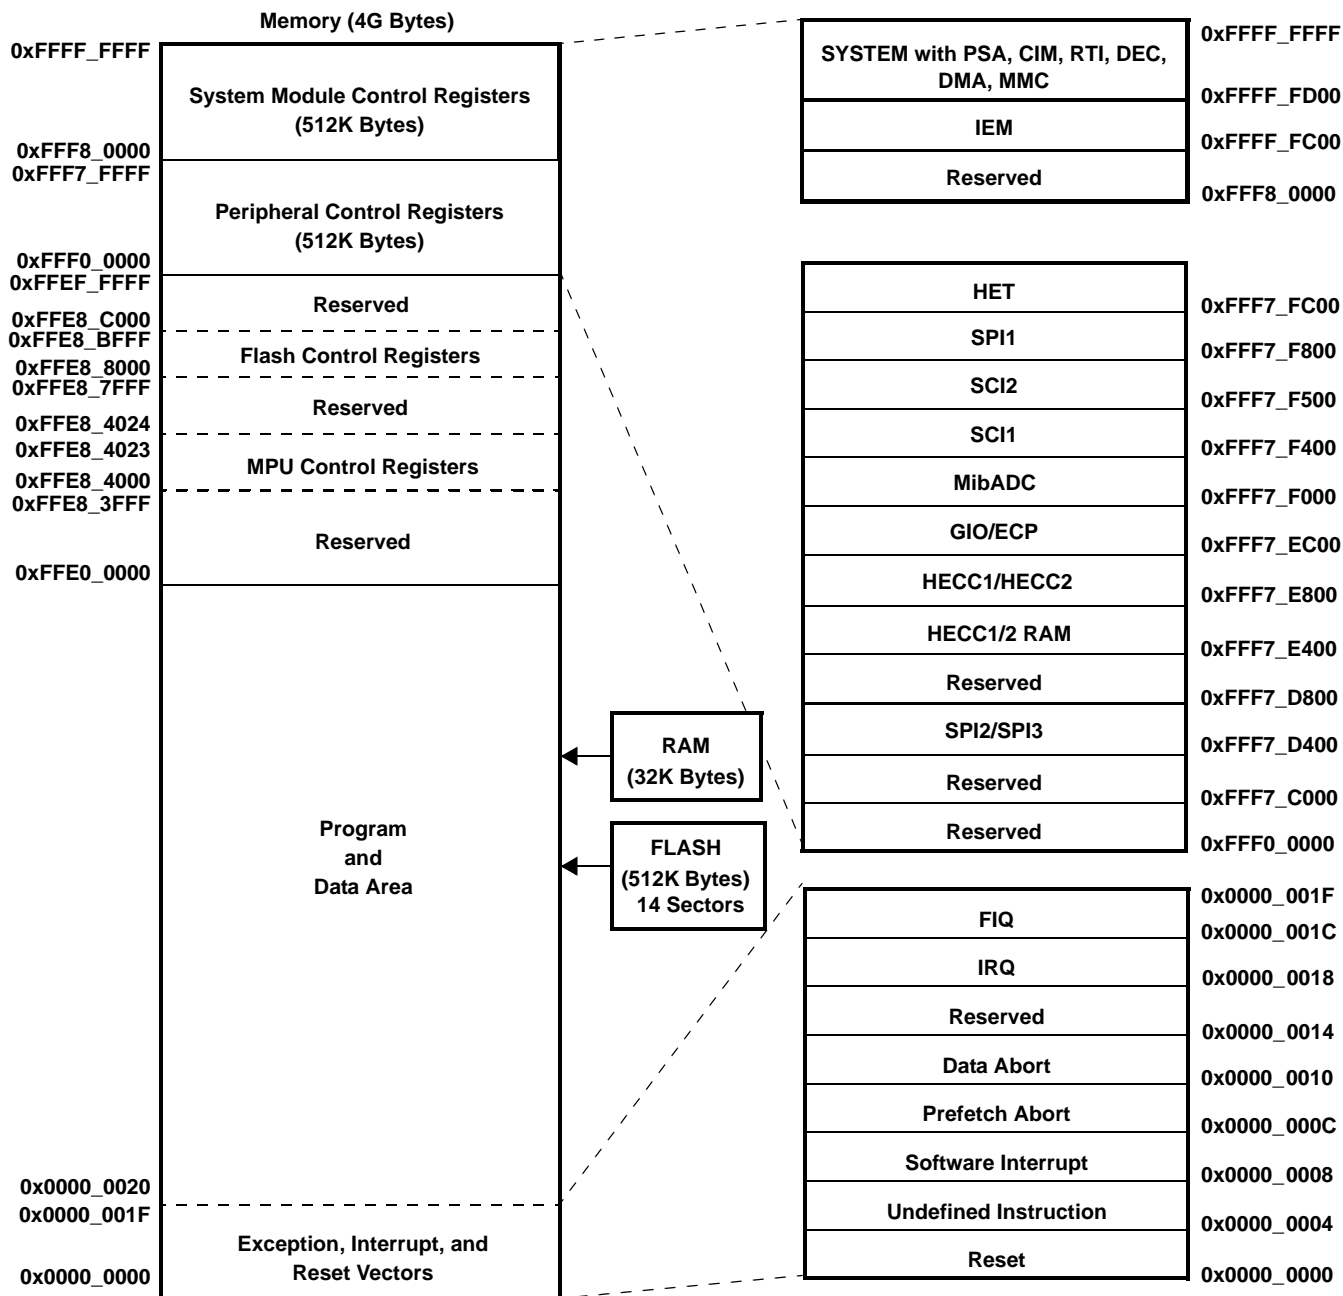 Memory (4G Bytes)
0xFFFF_FFFF
System Module Control Registers
(512K Bytes)
0xFFF8_0000
0xFFF7_FFFF
Peripheral Control Registers
(512K Bytes)
0xFFF0_0000
0xFFEF_FFFF
Reserved
0xFFE8_C000
0xFFE8_BFFF
Flash Control Registers
0xFFE8_8000
0xFFE8_7FFF
Reserved
0xFFE8_4024
0xFFE8_4023
MPU Control Registers
0xFFE8_4000
0xFFE8_3FFF
Reserved
0xFFE0_0000
RAM
(32K Bytes)
Program
and
Data Area
FLASH
(512K Bytes)
14 Sectors
0x0000_0020
0x0000_001F
Exception, Interrupt, and
Reset Vectors
0x0000_0000
0xFFFF_FFFF
SYSTEM with PSA, CIM, RTI, DEC,
DMA, MMC
0xFFFF_FD00
IEM
0xFFFF_FC00
Reserved
0xFFF8_0000
HET
0xFFF7_FC00
SPI1
0xFFF7_F800
SCI2
0xFFF7_F500
SCI1
0xFFF7_F400
MibADC
0xFFF7_F000
GIO/ECP
0xFFF7_EC00
HECC1/HECC2
0xFFF7_E800
HECC1/2 RAM
0xFFF7_E400
Reserved
0xFFF7_D800
SPI2/SPI3
0xFFF7_D400
Reserved
0xFFF7_C000
Reserved
0xFFF0_0000
0x0000_001F
FIQ
0x0000_001C
IRQ
0x0000_0018
Reserved
0x0000_0014
Data Abort
0x0000_0010
Prefetch Abort
0x0000_000C
Software Interrupt
0x0000_0008
Undefined Instruction
0x0000_0004
Reset
0x0000_0000